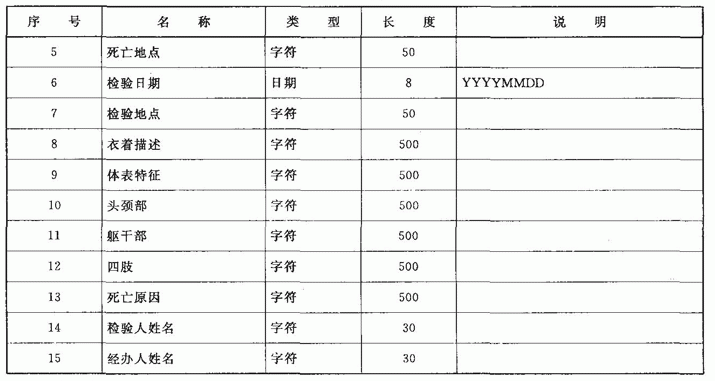 序 号 名 称 类 型 长 度 说 明
5 死亡地点 字符 50
6 检验日期 日期 8 YYYYMMDD
7 检验地点 字符 50
8 衣着描述 字符 500
9 体表特征 字符 500
10 头颈部 字符 500
11 躯干部 字符 500
12 四肢 字符 500
13 死亡原因 字符 500
14 检验人姓名 字符 30
15 经办人姓名 字符 30